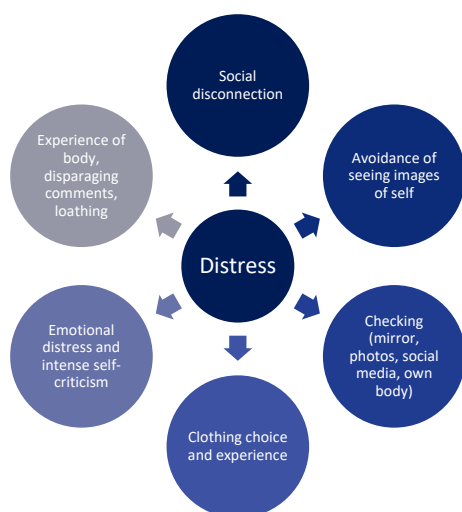 Social
disconnection
Experience of
body,
disparaging
comments,
loathing
Avoidance of
seeing images
of self
Distress
Emotional
distress and
intense self-
criticism
Checking
(mirror,
photos, social
media, own
body)
Clothing choice
and experience